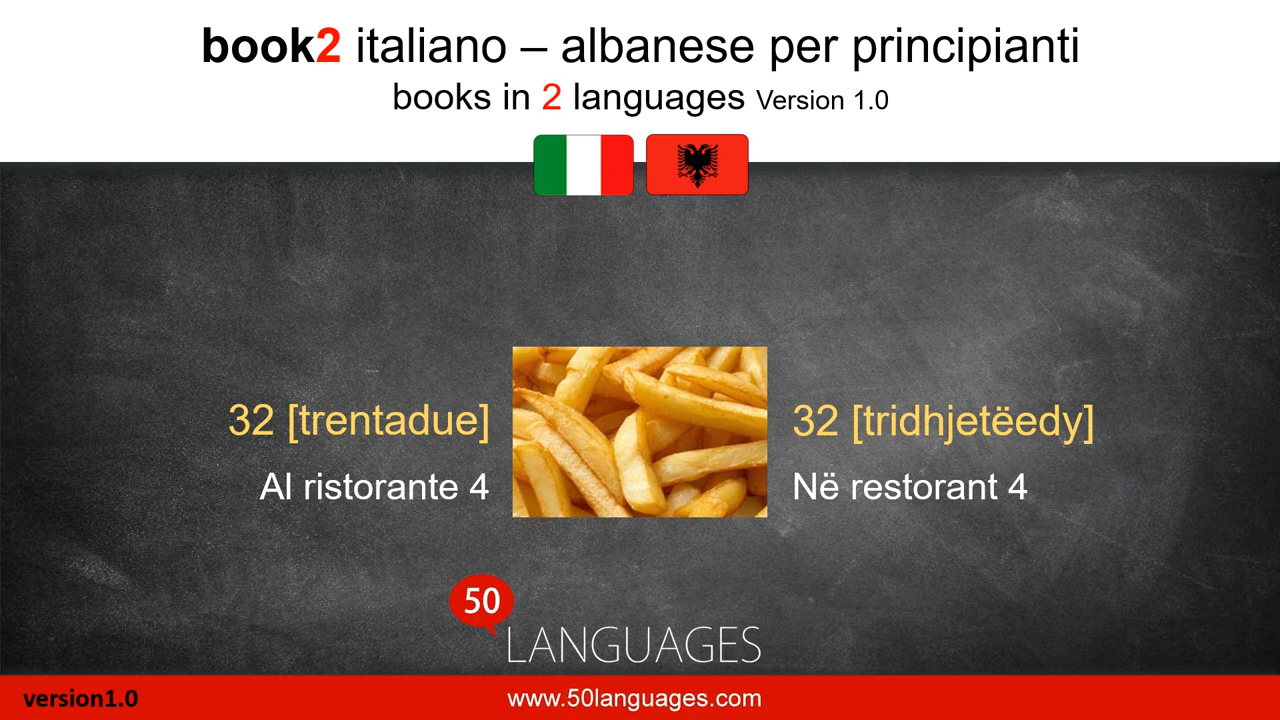 book2 italiano – albanese per principianti
books in 2 languages Version 1.0
32 [trentadue]
Al ristorante 4
32 [tridhjetëedy]
Në restorant 4
50
LANGUAGES
version1.0
www.50languages.com